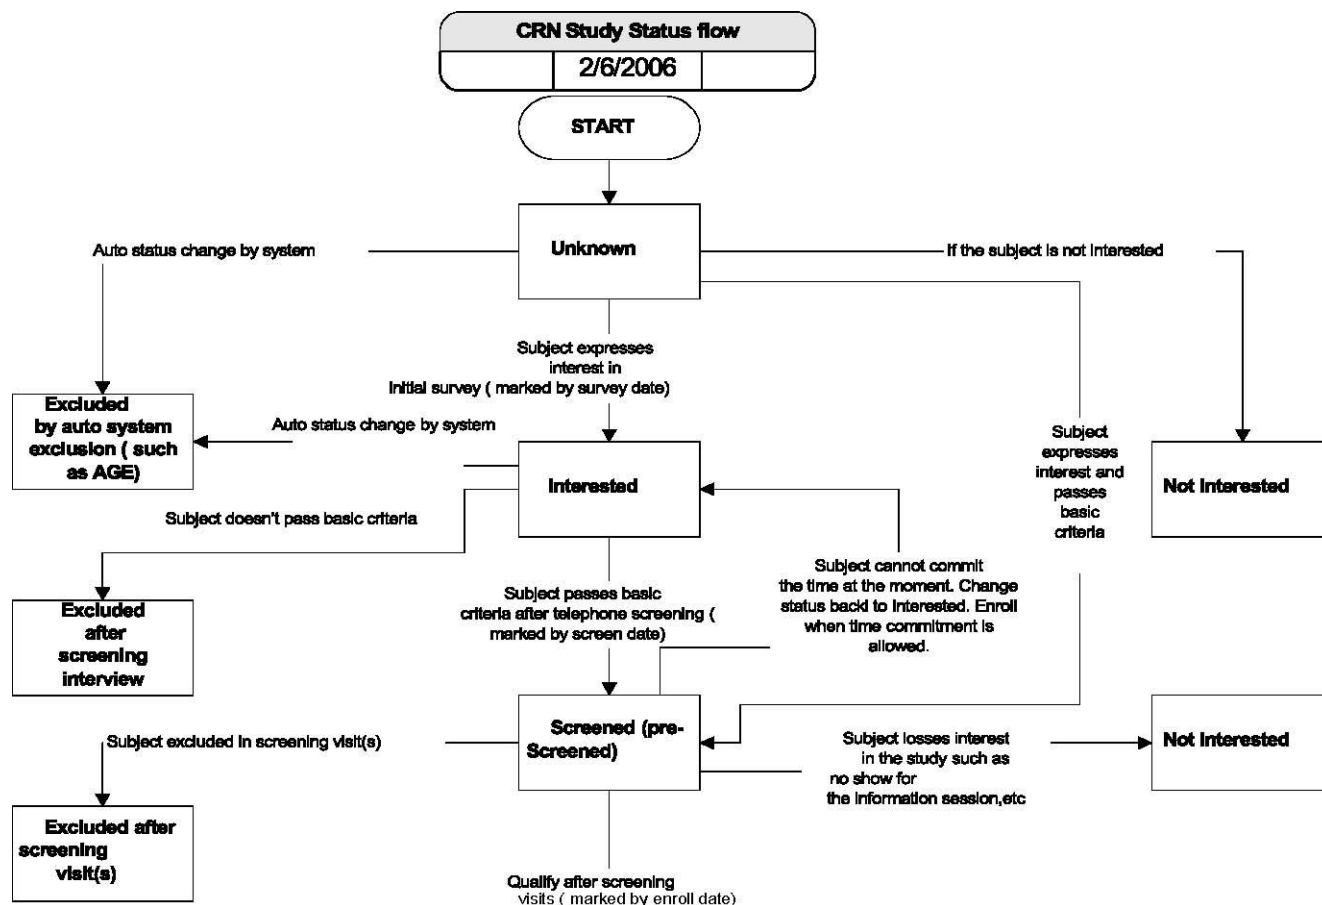 CRN Study Status flow
2/6/2006
START
Unknown
Auto status change by system
If the subject is not interested
Subject expresses
interest in
initial survey ( marked by survey date)
Excluded
by auto system
exclusion ( such
as AGE)
Auto status change by system
Interested
Subject
expresses
interest and
passes
basic
criteria
Not Interested
Subject doesn't pass basic criteria
Subject cannot commit
the time at the moment. Change
status backl to Interested. Enroll
when time commitment is
allowed.
Subject passes basic
criteria after telephone screening (
marked by screen date)
Excluded
after
screening
interview
Screened (pre-
Screened)
Subject excluded in screening visit(s)
Subject losses interest
in the study such as
no show for
the information session,etc
Not Interested
Excluded after
screening
visit(s)
Qualify after screening
visits ( marked by enroll date)